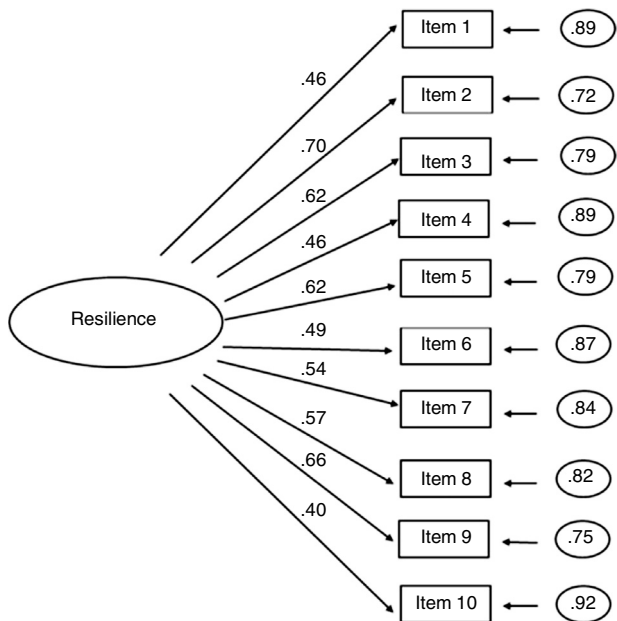 Item 1
.89
.46
Item 2
.72
.70
Item 3
.79
.62
Item 4
.89
.46
Item 5
.79
.62
Resilience
Item 6
.87
.49
Item 7
.84
.54
Item 8
.82
.57
Item 9
.75
.66
Item 10
.92
.40